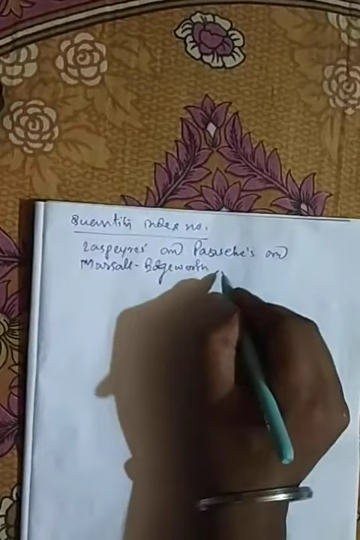 Quantity index no.
Laspeyres' and Paasche's and
Marsall-Edgeworth